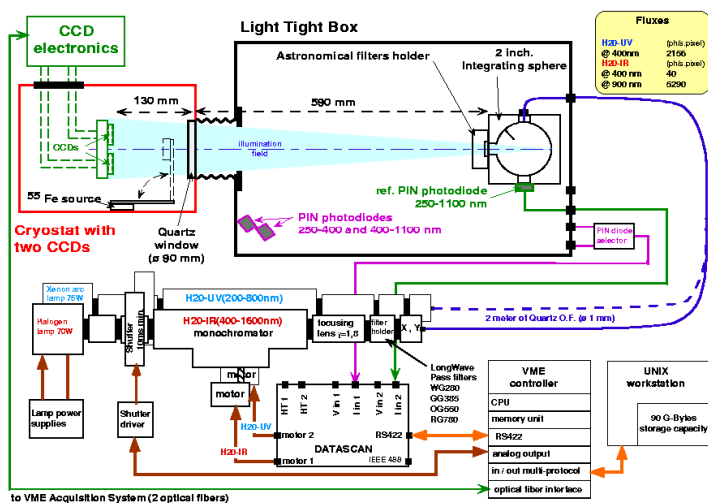 CCD
electronics
Light Tight Box
Fluxes
H20-UV (ph/s.pixel)
@ 400nm 2156
H20-IR (ph/s.pixel)
@ 400 nm 40
@ 900 nm 5290
Astronomical filters
holder
2 inch.
Integrating sphere
130 mm
590 mm
CCDs
illumination
field
55
Fe source
Cryostat with
two CCDs
Quartz
window
(ø 90 mm)
PIN photodiodes
250-400 and 400-1100 nm
ref. PIN photodiode
250-1100 nm
PIN diode
selector
Xenon arc
lamp 75W
Halogen
lamp 70W
Shutter
10ms min.
H20-UV(200-800nm)
H20-IR(400-1600nm)
monochromator
focusing
lens
filter
holder
X, Y
2 meter of Quartz O.F. (ø 1 mm)
motor
motor
Lamp power
supplies
Shutter
driver
H20-UV
H20-IR
HT 1
HT 2
V in 1
I in 1
V in 2
I in 2
motor 2
motor 1
RS422
DATASCAN
IEEE 488
LongWave
Pass filters
WG280
GG385
OG550
RG780
VME
controller
CPU
memory unit
RS422
analog output
in / out multi-protocol
optical fiber interface
UNIX
workstation
90 G-Bytes
storage capacity
to VME Acquisition System (2 optical fibers)